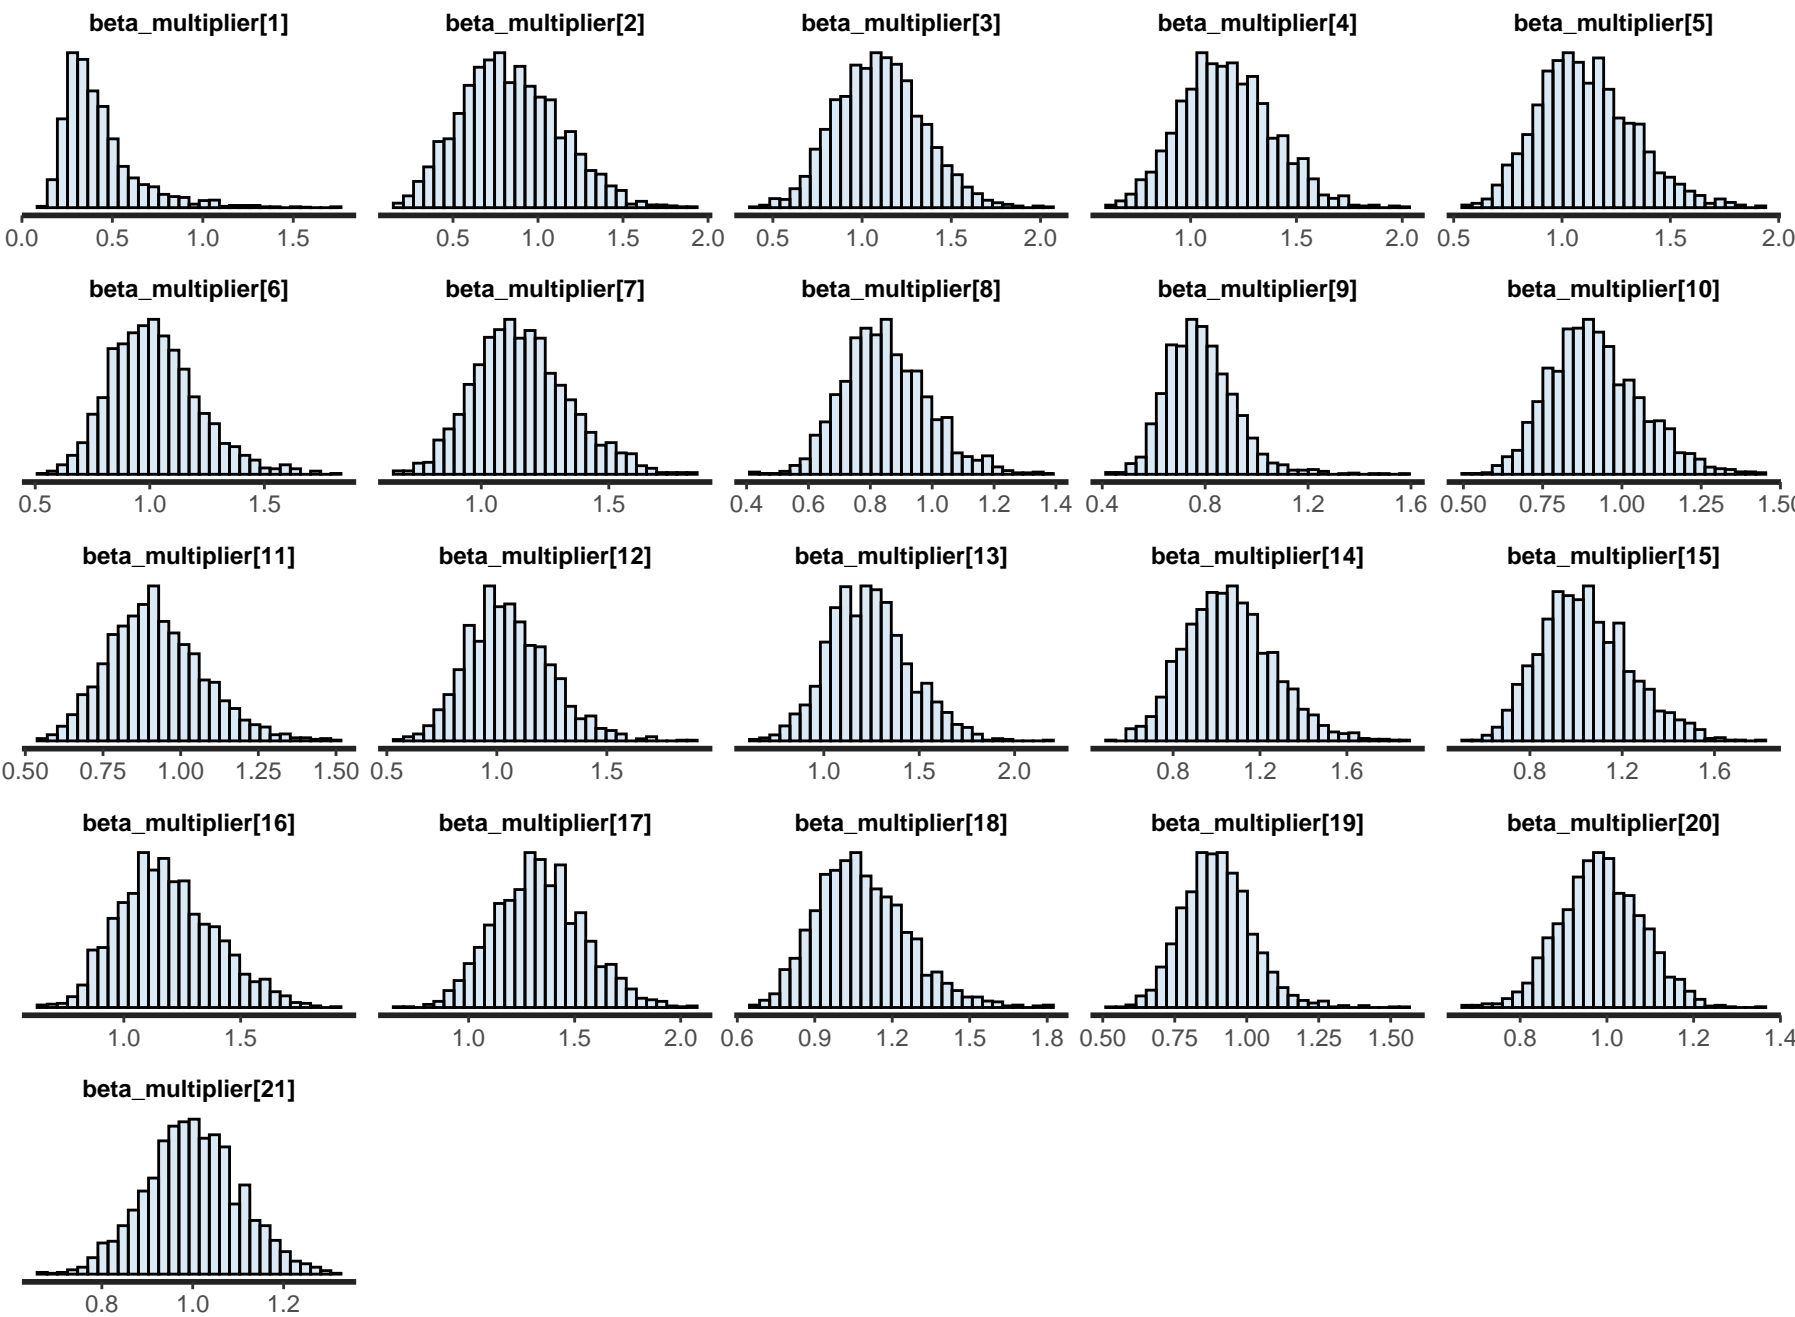 beta_multiplier[1] beta_multiplier[2] beta_multiplier[3] beta_multiplier[4] beta_multiplier[5]
0.0 0.5 1.0 1.5 0.5 1.0 1.5 2.0 0.5 1.0 1.5 2.0 1.0 1.5 2.0 0.5 1.0 1.5 2.0
beta_multiplier[6] beta_multiplier[7] beta_multiplier[8] beta_multiplier[9] beta_multiplier[10]
0.5 1.0 1.5 1.0 1.5 0.4 0.6 0.8 1.0 1.2 1.4 0.4 0.8 1.2 1.6 0.50 0.75 1.00 1.25 1.50
beta_multiplier[11] beta_multiplier[12] beta_multiplier[13] beta_multiplier[14] beta_multiplier[15]
0.50 0.75 1.00 1.25 1.50 0.5 1.0 1.5 1.0 1.5 2.0 0.8 1.2 1.6 0.8 1.2 1.6
beta_multiplier[16] beta_multiplier[17] beta_multiplier[18] beta_multiplier[19] beta_multiplier[20]
1.0 1.5 1.0 1.5 2.0 0.6 0.9 1.2 1.5 1.8 0.50 0.75 1.00 1.25 1.50 0.8 1.0 1.2 1.4
beta_multiplier[21]
0.8 1.0 1.2